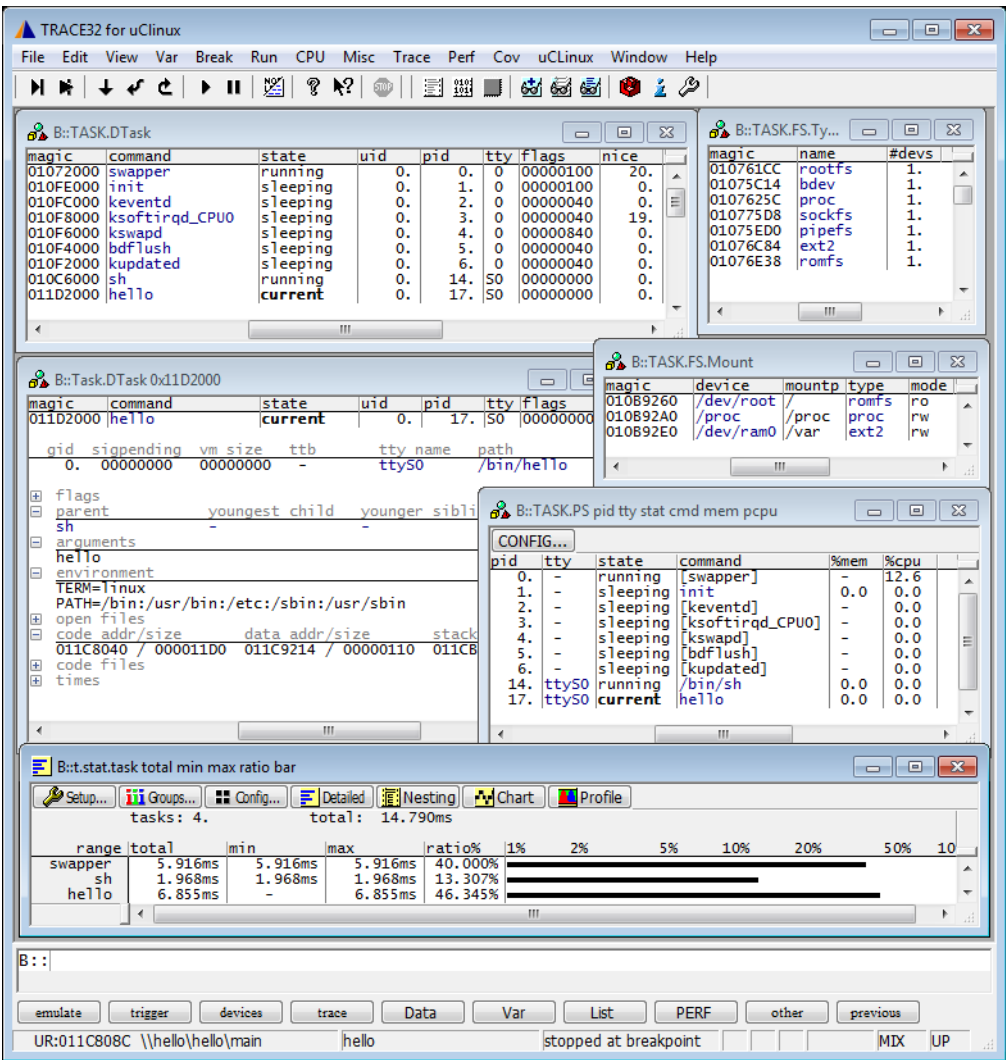 TRACE32 for uClinux
File Edit View Var Break Run CPU Misc Trace Perf Cov uCLinux Window Help
B::TASK.DTask
magic command state uid pid tty flags nice
01072000 swapper running 0. 0. 0 00000100 20.
010FE000 init sleeping 0. 1. 0 00000100 0.
010FC000 keventd sleeping 0. 2. 0 00000040 0.
010F8000 ksoftirqd_CPU0 sleeping 0. 3. 0 00000040 19.
010F6000 kswapd sleeping 0. 4. 0 00000840 0.
010F4000 bdflush sleeping 0. 5. 0 00000040 0.
010F2000 kupdated sleeping 0. 6. 0 00000040 0.
010C6000 sh running 0. 14. S0 00000000 0.
011D2000 hello current 0. 17. S0 00000000 0.
B::TASK.FS.Ty...
magic name #devs
010761CC rootfs 1.
01075C14 bdev 1.
0107625C proc 1.
010775D8 sockfs 1.
01075ED0 pipefs 1.
01076C84 ext2 1.
01076E38 romfs 1.
B::Task.DTask 0x11D2000
magic command state uid pid tty flags
011D2000 hello current 0. 17. S0 00000000
gid sigpending vm size ttb tty name path
0. 00000000 00000000 - ttyS0 /bin/hello
flags
parent youngest child younger sibli
sh - -
arguments
hello
environment
TERM=linux
PATH=/bin:/usr/bin:/etc:/sbin:/usr/sbin
open files
code addr/size data addr/size stack
011C8040 / 000011D0 011C9214 / 00000110 011CB
code files
times
B::TASK.FS.Mount
magic device mountp type mode
010B9260 /dev/root / romfs ro
010B92A0 /proc /proc proc rw
010B92E0 /dev/ram0 /var ext2 rw
B::TASK.PS pid tty stat cmd mem pcpu
CONFIG...
pid tty state command %mem %cpu
0. - running [swapper] - 12.6
1. - sleeping init 0.0 0.0
2. - sleeping [keventd] - 0.0
3. - sleeping [ksoftirqd_CPU0] - 0.0
4. - sleeping [kswapd] - 0.0
5. - sleeping [bdflush] - 0.0
6. - sleeping [kupdated] - 0.0
14. ttyS0 running /bin/sh 0.0 0.0
17. ttyS0 current hello 0.0 0.0
B::t.stat.task total min max ratio bar
Setup... Groups... Config... Detailed Nesting Chart Profile
tasks: 4. total: 14.790ms
range total min max ratio% 1% 2% 5% 10% 20% 50% 10
swapper 5.916ms 5.916ms 5.916ms 40.000%
sh 1.968ms 1.968ms 1.968ms 13.307%
hello 6.855ms - 6.855ms 46.345%
B::
emulate trigger devices trace Data Var List PERF other previous
UR:011C808C \\hello\hello\main hello stopped at breakpoint MIX UP